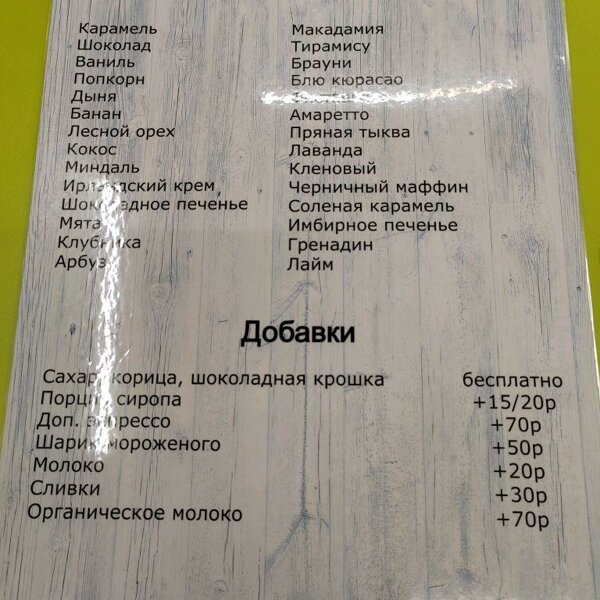 Карамель
Шоколад
Ваниль
Попкорн
Дыня
Банан
Лесной орех
Кокос
Миндаль
Ирландский крем
Шоколадное печенье
Мята
Клубника
Арбуз
Макадамия
Тирамису
Брауни
Блю кюрасао
Амаретто
Пряная тыква
Лаванда
Кленовый
Черничный маффин
Соленая карамель
Имбирное печенье
Гренадин
Лайм
Добавки
Сахар, корица, шоколадная крошка бесплатно
Порция сиропа +15/20р
Доп. эспрессо +70р
Шарик мороженого +50р
Молоко +20р
Сливки +30р
Органическое молоко +70р